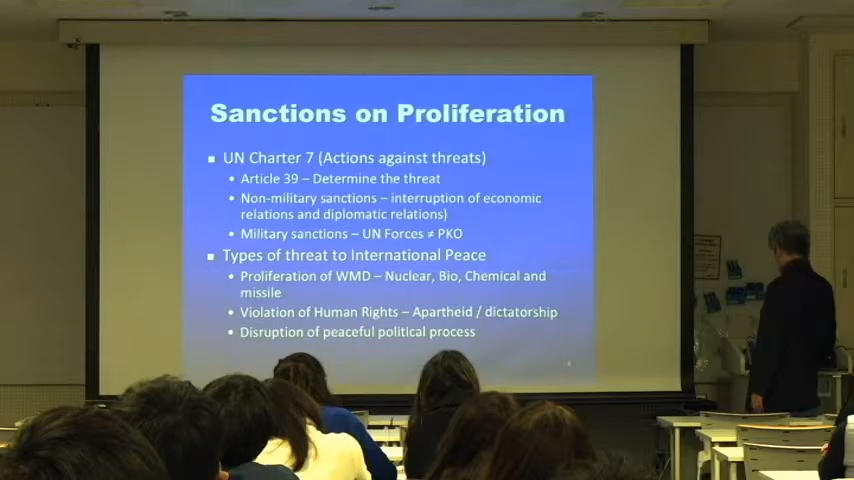 Sanctions on Proliferation
UN Charter 7 (Actions against threats)
Article 39 – Determine the threat
Non-military sanctions – interruption of economic
relations and diplomatic relations)
Military sanctions – UN Forces ≠ PKO
Types of threat to International Peace
Proliferation of WMD – Nuclear, Bio, Chemical and
missile
Violation of Human Rights – Apartheid / dictatorship
Disruption of peaceful political process